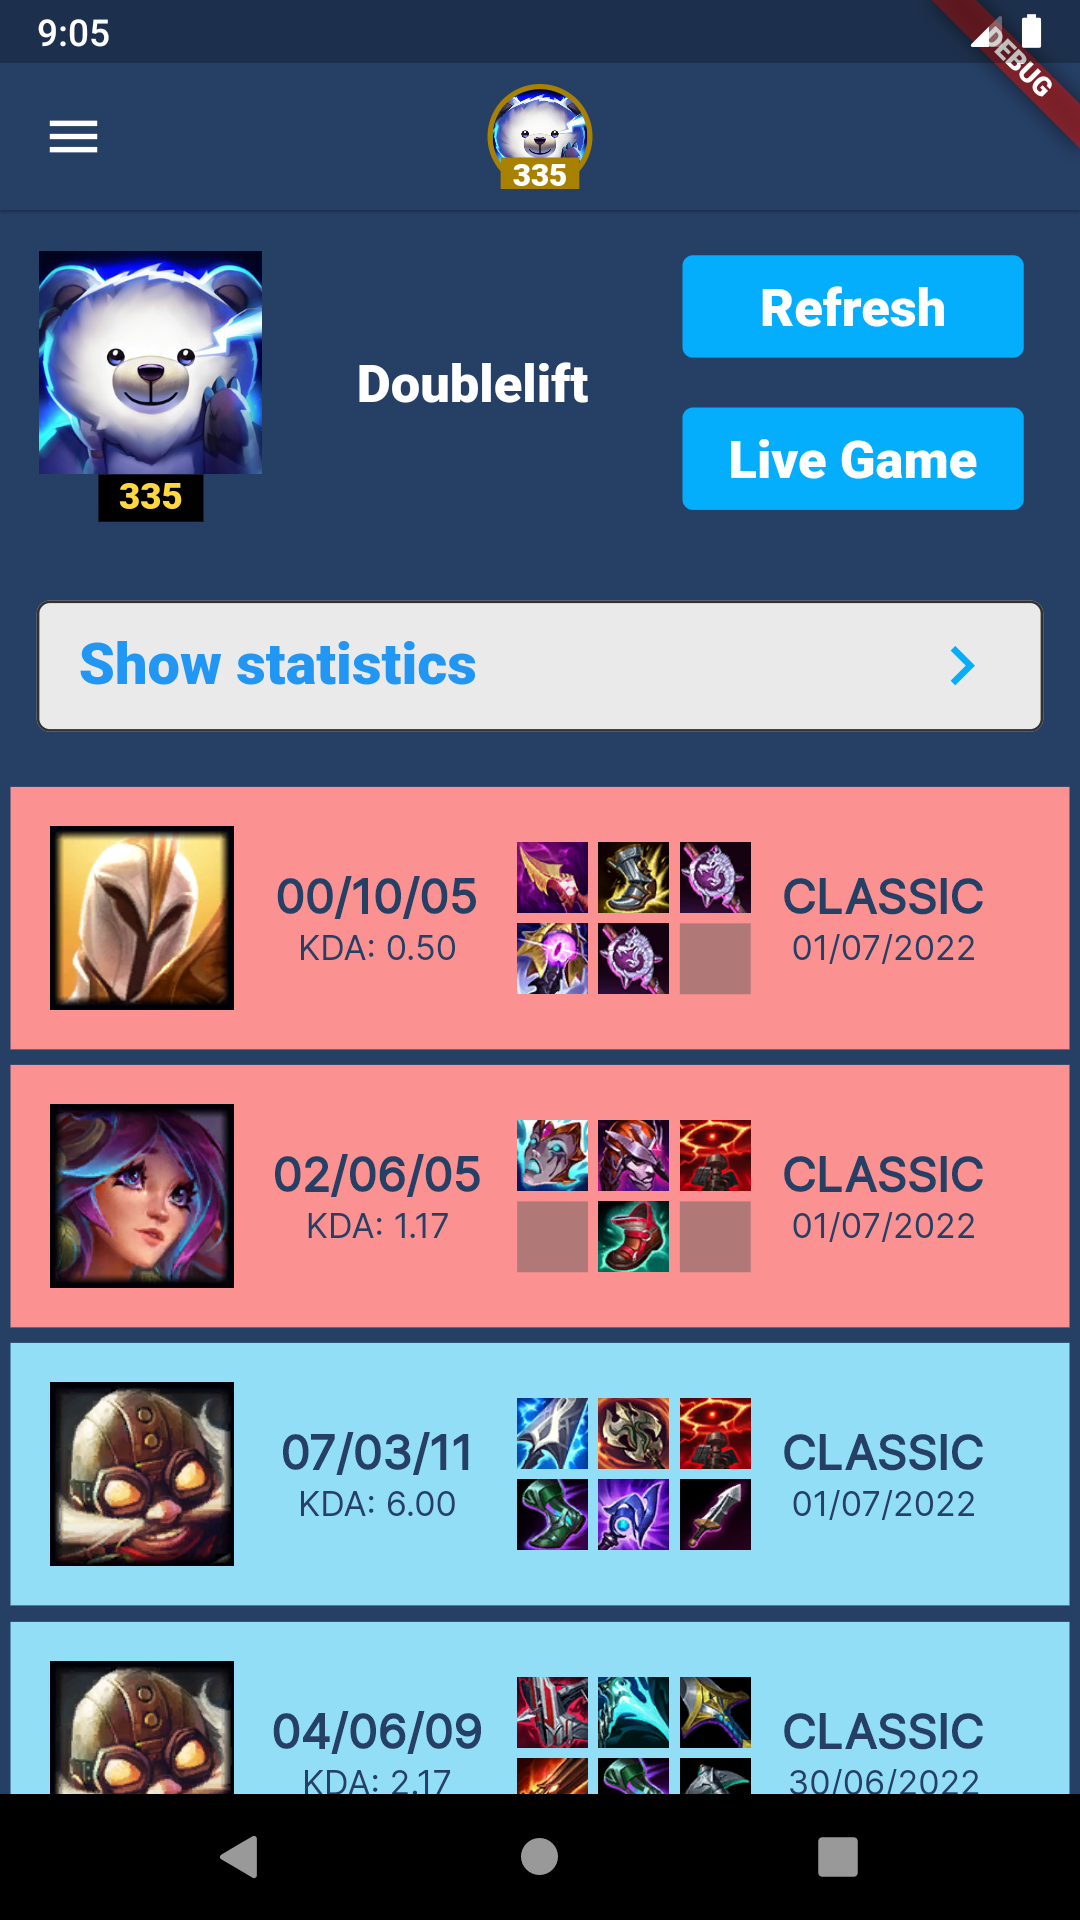 9:05
DEBUG
335
Refresh
Doublelift
Live Game
335
Show statistics
00/10/05
CLASSIC
KDA: 0.50
01/07/2022
02/06/05
CLASSIC
KDA: 1.17
01/07/2022
07/03/11
CLASSIC
KDA: 6.00
01/07/2022
04/06/09
CLASSIC
KDA: 2.17
30/06/2022